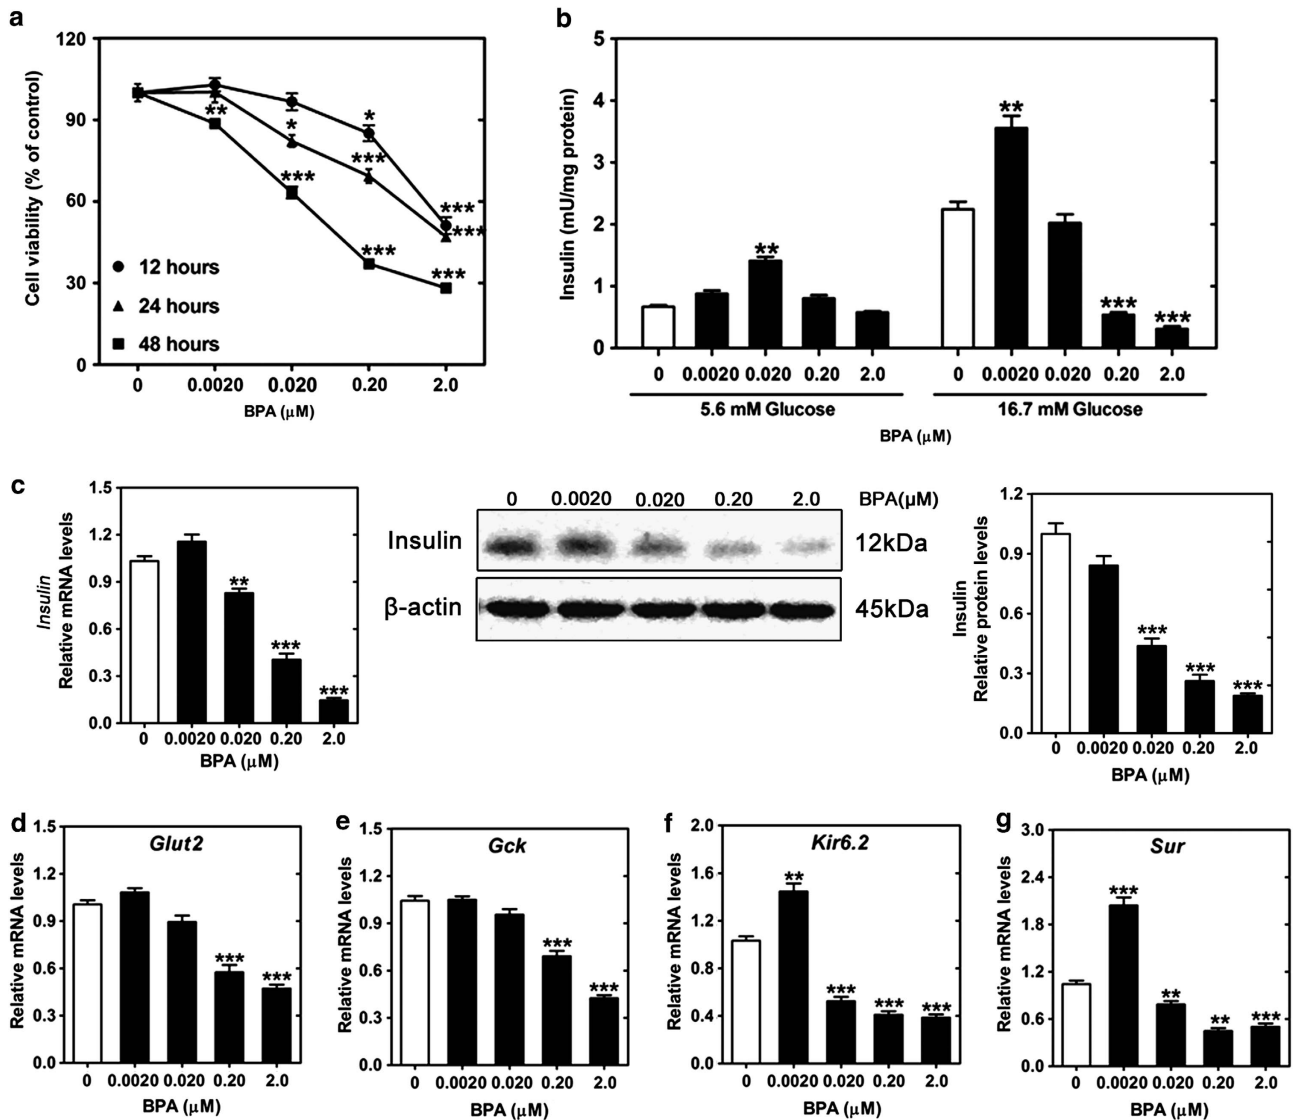 a
Cell viability (% of control)
120
90
60
30
0
**
*
***
*
***
***
***
***
***
12 hours
24 hours
48 hours
0 0.0020 0.020 0.20 2.0
BPA (μM)
b
Insulin (mU/mg protein)
5
4
3
2
1
0
**
**
***
***
0 0.0020 0.020 0.20 2.0 0 0.0020 0.020 0.20 2.0
5.6 mM Glucose 16.7 mM Glucose
BPA (μM)
c
Insulin
Relative mRNA levels
1.5
1.2
0.9
0.6
0.3
0.0
**
***
***
0 0.0020 0.020 0.20 2.0
BPA (μM)
0 0.0020 0.020 0.20 2.0 BPA(μM)
Insulin 12kDa
β-actin 45kDa
Insulin
Relative protein levels
1.2
0.9
0.6
0.3
0.0
***
***
***
0 0.0020 0.020 0.20 2.0
BPA (μM)
d
Glut2
Relative mRNA levels
1.5
1.2
0.9
0.6
0.3
0.0
***
***
0 0.0020 0.020 0.20 2.0
BPA (μM)
e
Gck
Relative mRNA levels
1.5
1.2
0.9
0.6
0.3
0.0
***
***
0 0.0020 0.020 0.20 2.0
BPA (μM)
f
Kir6.2
Relative mRNA levels
2.0
1.6
1.2
0.8
0.4
0.0
**
***
***
***
0 0.0020 0.020 0.20 2.0
BPA (μM)
g
Sur
Relative mRNA levels
3.0
2.4
1.8
1.2
0.6
0.0
***
**
**
***
0 0.0020 0.020 0.20 2.0
BPA (μM)